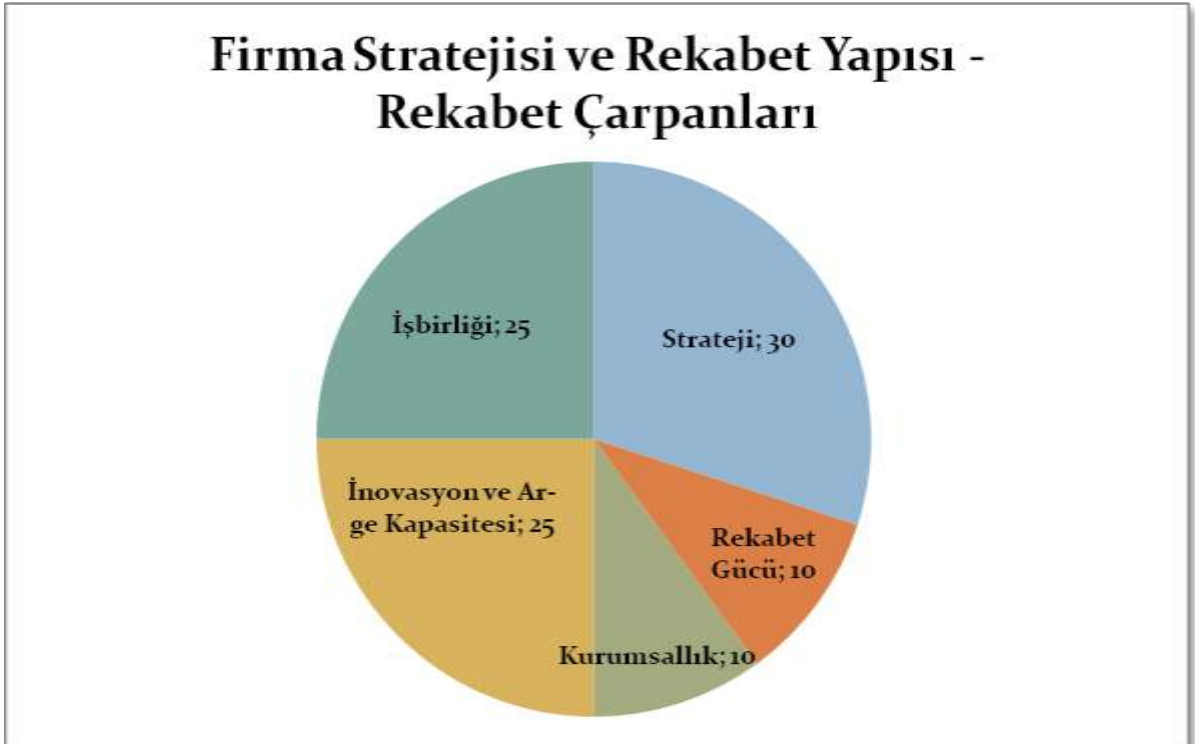 Firma Stratejisi ve Rekabet Yapısı -
Rekabet Çarpanları
İşbirliği; 25
Strateji; 30
İnovasyon ve Ar-
ge Kapasitesi; 25
Rekabet
Gücü; 10
Kurumsallık; 10